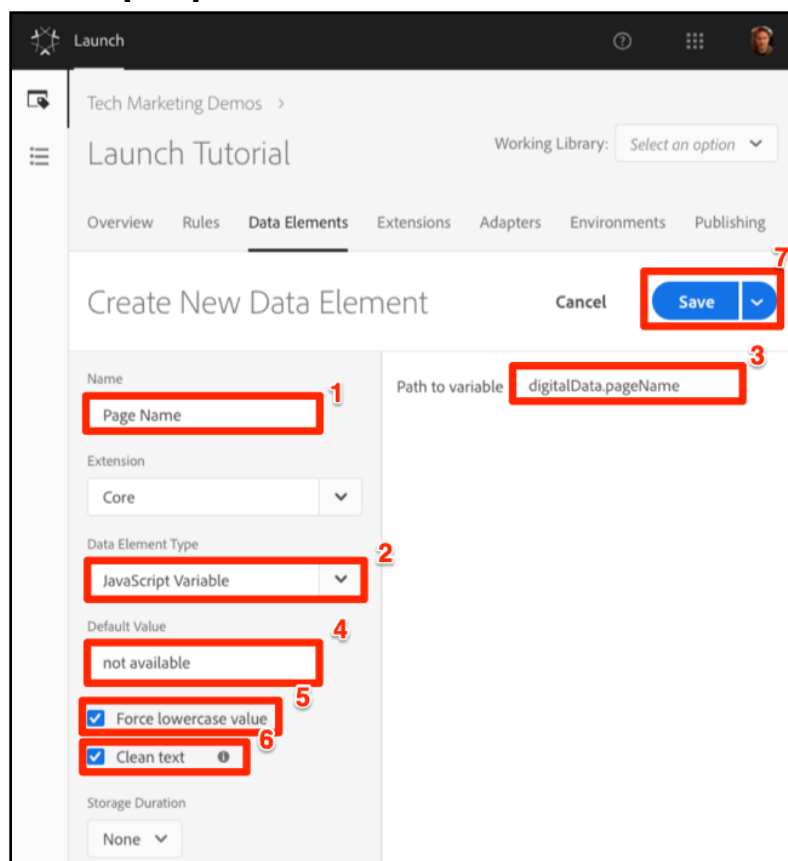 Launch
Tech Marketing Demos >
Launch Tutorial
Working Library: Select an option
Overview Rules Data Elements Extensions Adapters Environments Publishing
7
Create New Data Element
Cancel Save
3
Name
1
Path to variable digitalData.pageName
Page Name
Extension
Core
Data Element Type
2
JavaScript Variable
Default Value
4
not available
5
Force lowercase value
6
Clean text
Storage Duration
None